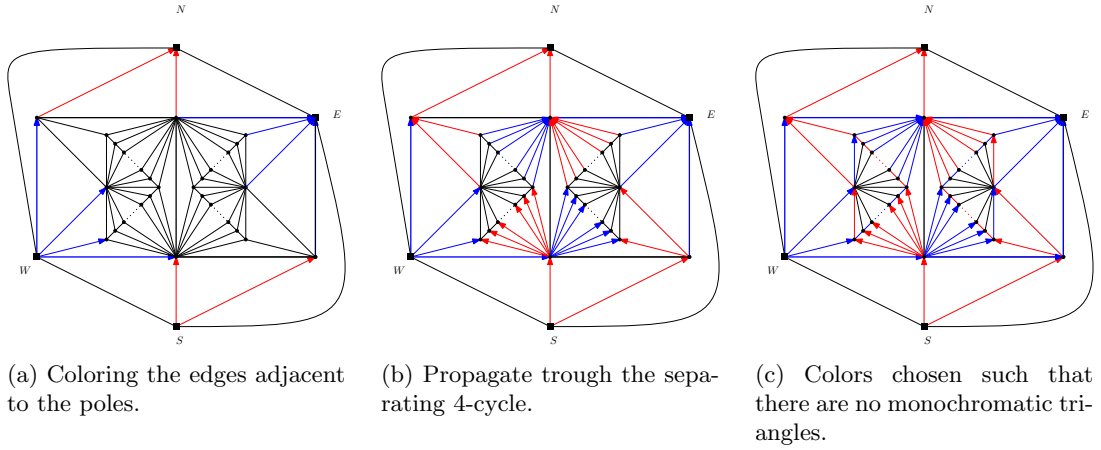 N
N
N
E
E
E
W
W
W
S
S
S
(a) Coloring the edges adjacent
to the poles.
(b) Propagate trough the sepa-
rating 4-cycle.
(c) Colors chosen such that
there are no monochromatic tri-
angles.